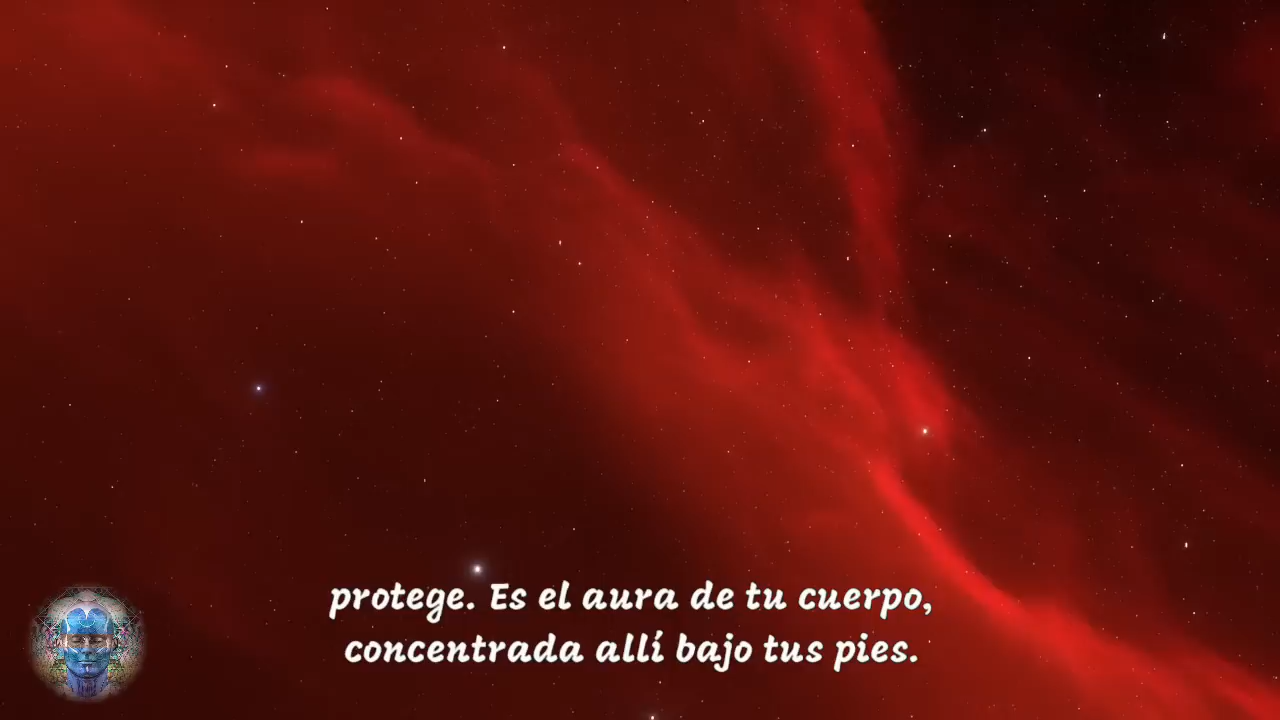 protege. Es el aura de tu cuerpo,
concentrada allí bajo tus pies.